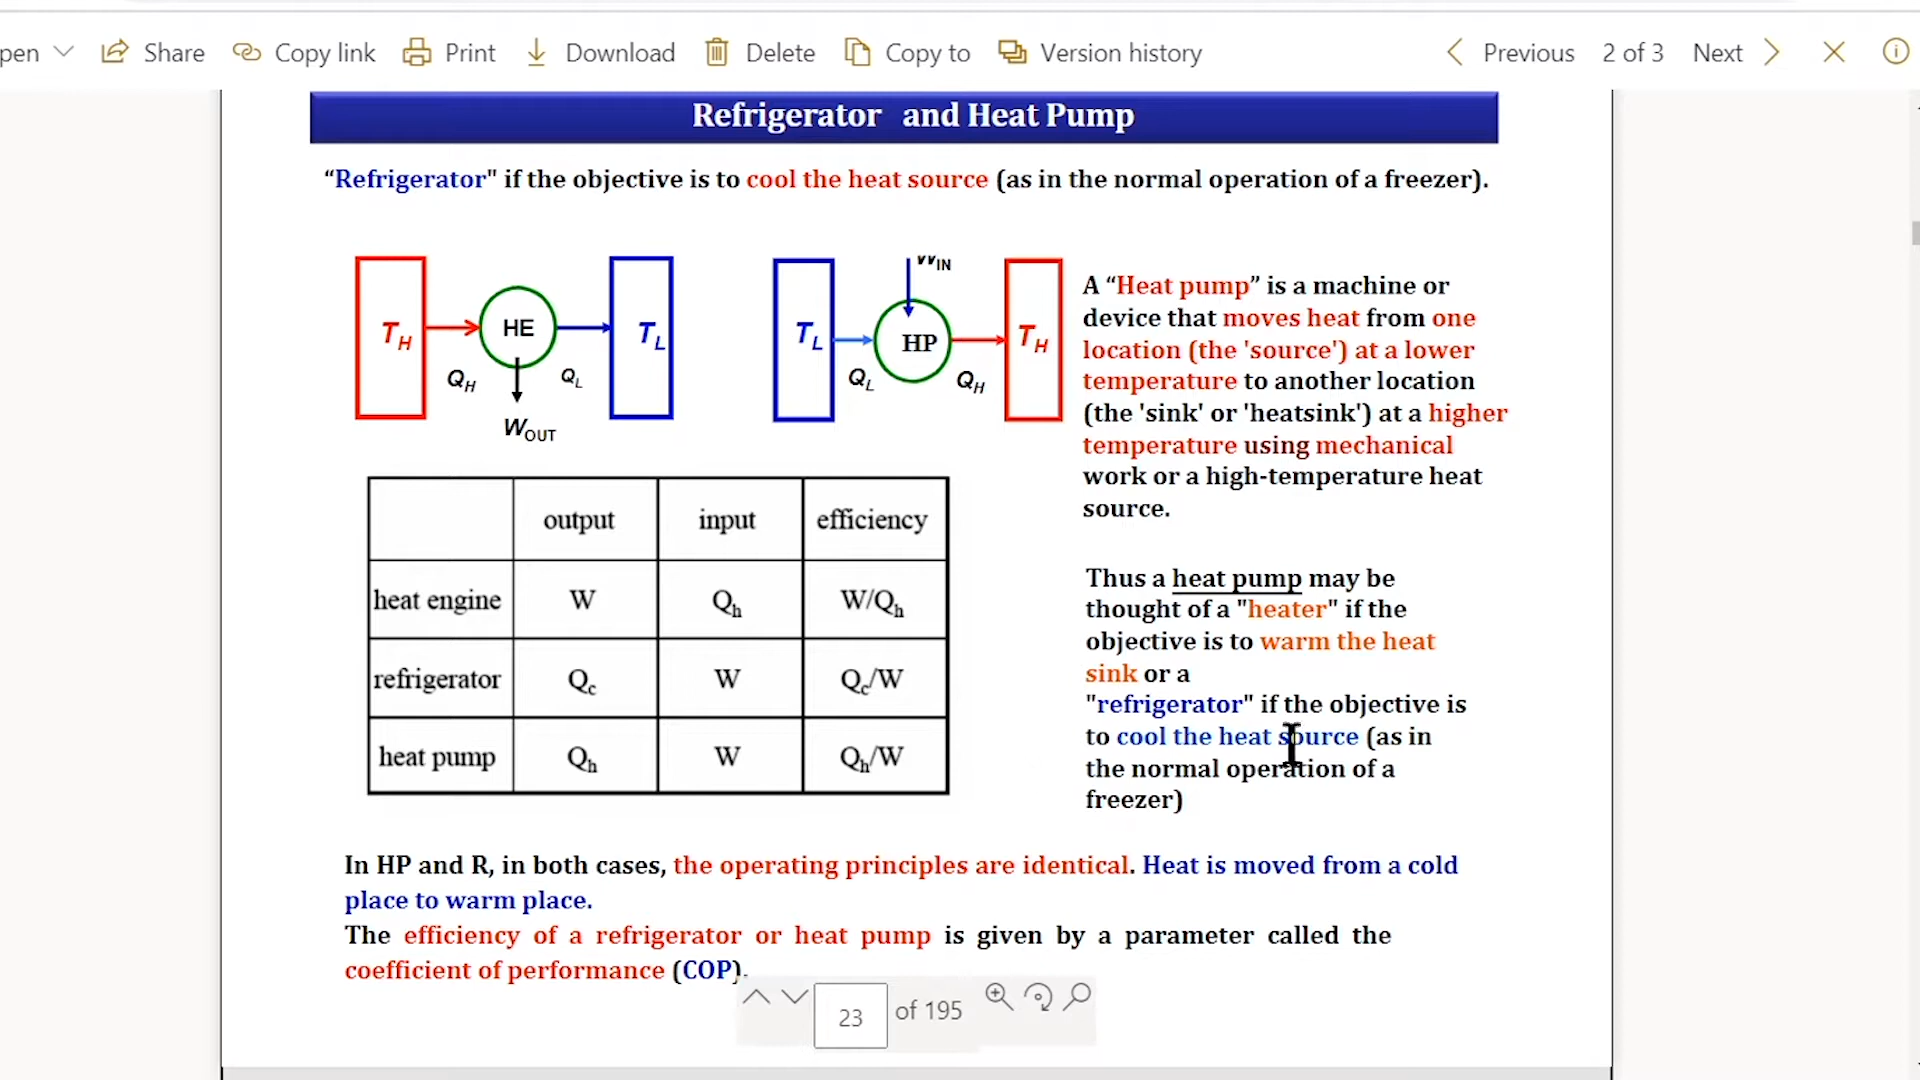 pen Share Copy link Print Download Delete Copy to Version history Previous 2 of 3 Next
Refrigerator and Heat Pump
“Refrigerator" if the objective is to cool the heat source (as in the normal operation of a freezer).
TH HE TL
QH QL
WOUT
WIN
TL HP TH
QL QH
A “Heat pump” is a machine or
device that moves heat from one
location (the 'source') at a lower
temperature to another location
(the 'sink' or 'heatsink') at a higher
temperature using mechanical
work or a high-temperature heat
source.
output input efficiency
heat engine W Qh W/Qh
refrigerator Qc W Qc/W
heat pump Qh W Qh/W
Thus a heat pump may be
thought of a "heater" if the
objective is to warm the heat
sink or a
"refrigerator" if the objective is
to cool the heat source (as in
the normal operation of a
freezer)
In HP and R, in both cases, the operating principles are identical. Heat is moved from a cold
place to warm place.
The efficiency of a refrigerator or heat pump is given by a parameter called the
coefficient of performance (COP).
23 of 195